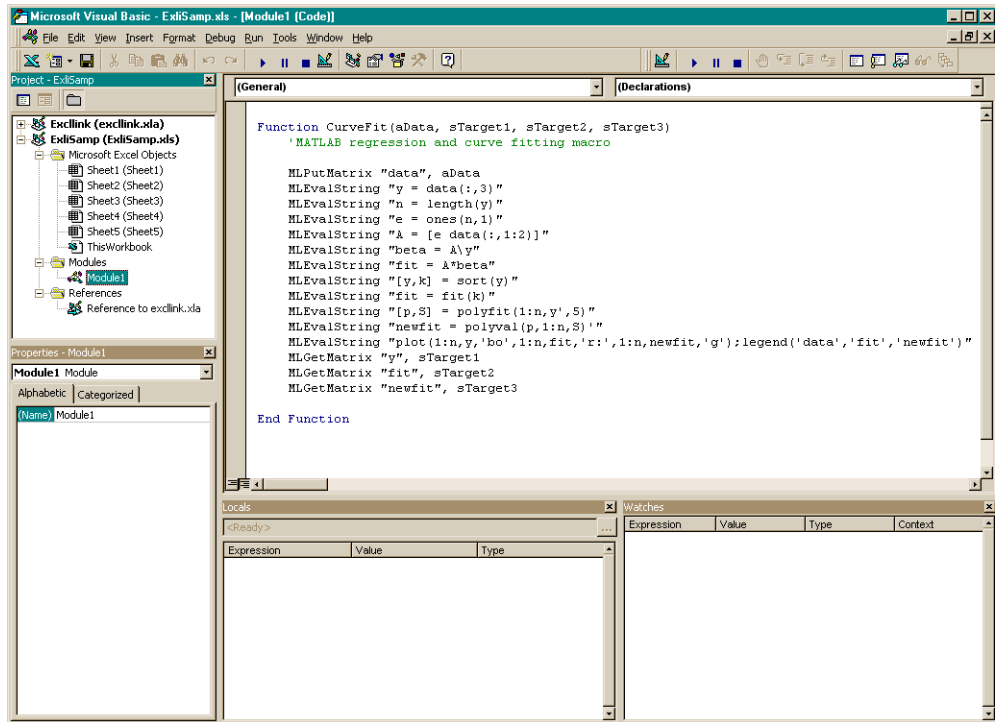 Microsoft Visual Basic - ExliSamp.xls - [Module1 (Code)]
File Edit View Insert Format Debug Run Tools Window Help
Project - ExliSamp
Excllink (excllink.xla)
ExliSamp (ExliSamp.xls)
Microsoft Excel Objects
Sheet1 (Sheet1)
Sheet2 (Sheet2)
Sheet3 (Sheet3)
Sheet4 (Sheet4)
Sheet5 (Sheet5)
ThisWorkbook
Modules
Module1
References
Reference to excllink.xla
Properties - Module1
Module1 Module
Alphabetic Categorized
(Name) Module1
(General) (Declarations)
Function CurveFit(aData, sTarget1, sTarget2, sTarget3)
'MATLAB regression and curve fitting macro
MLPutMatrix "data", aData
MLEvalString "y = data(:,3)"
MLEvalString "n = length(y)"
MLEvalString "e = ones(n,1)"
MLEvalString "A = [e data(:,1:2)]"
MLEvalString "beta = A\y"
MLEvalString "fit = A*beta"
MLEvalString "[y,k] = sort(y)"
MLEvalString "fit = fit(k)"
MLEvalString "[p,S] = polyfit(1:n,y',5)"
MLEvalString "newfit = polyval(p,1:n,S)'"
MLEvalString "plot(1:n,y,'bo',1:n,fit,'r:',1:n,newfit,'g');legend('data','fit','newfit')"
MLGetMatrix "y", sTarget1
MLGetMatrix "fit", sTarget2
MLGetMatrix "newfit", sTarget3
End Function
Locals
<Ready>
...
Expression Value Type
Watches
Expression Value Type Context